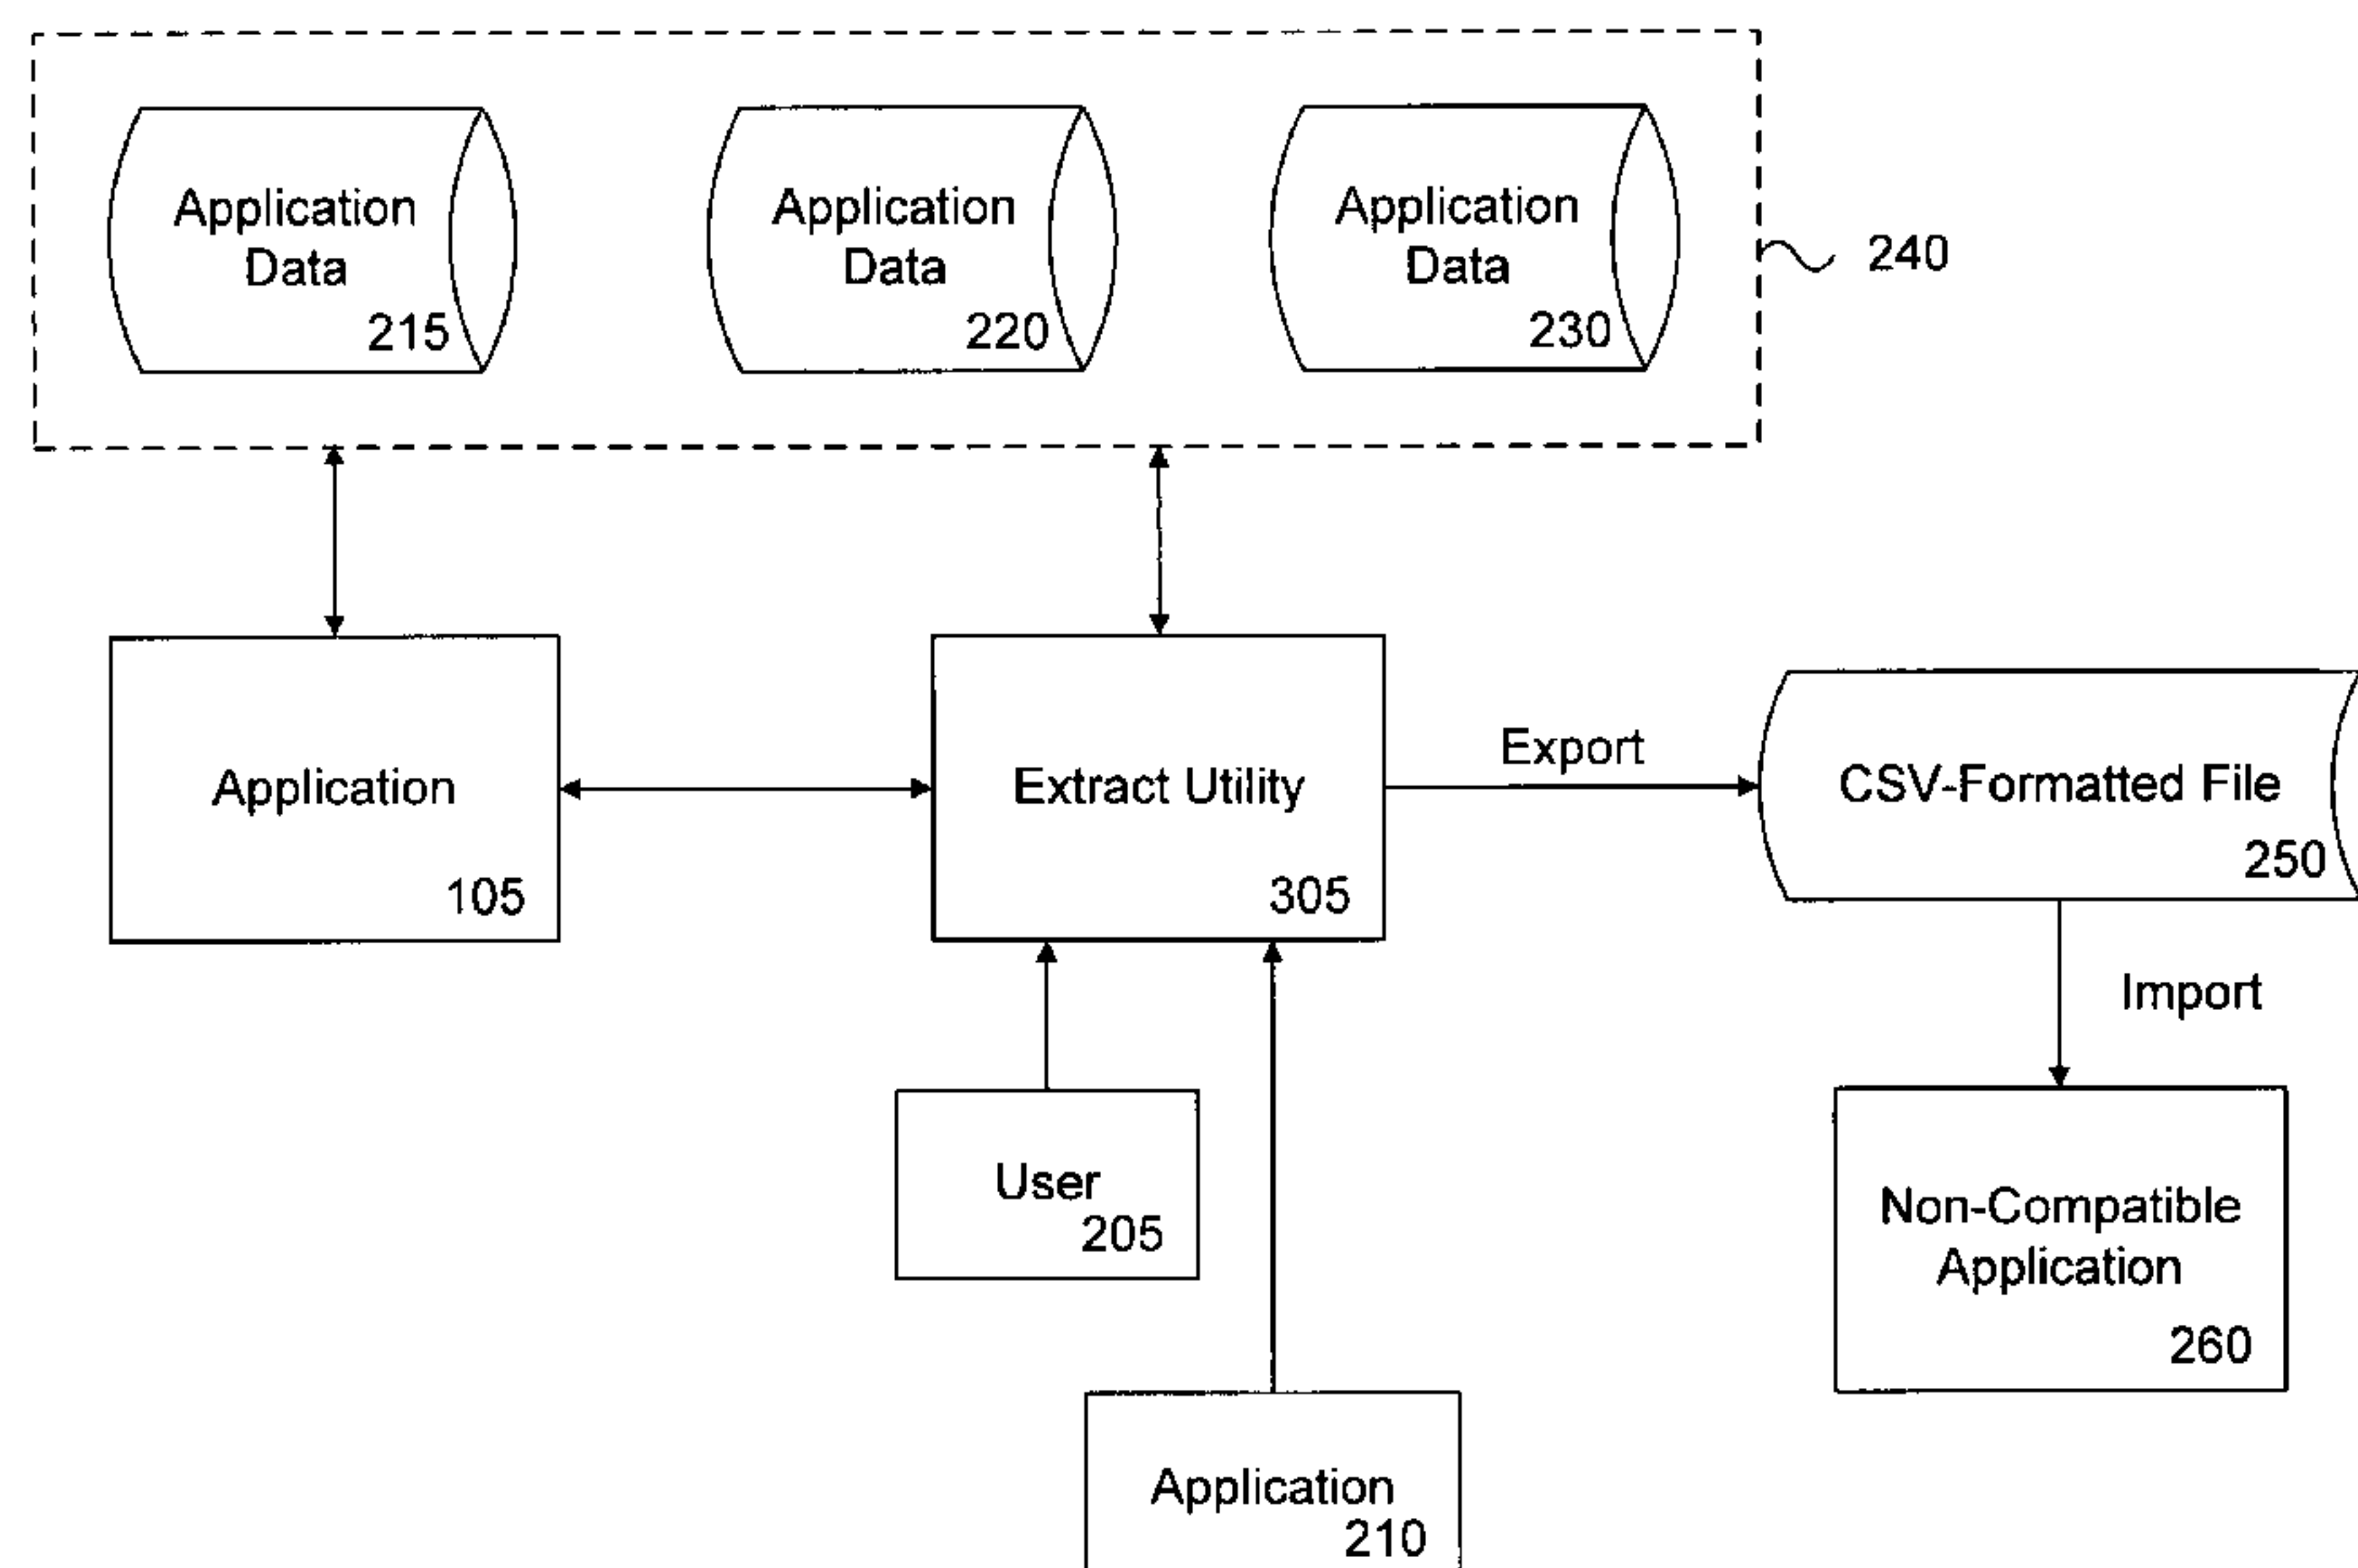 Application
Data
215
Application
Data
220
Application
Data
230
240
Application
105
Extract Utility
305
Export
CSV-Formatted File
250
Import
User
205
Non-Compatible
Application
260
Application
210